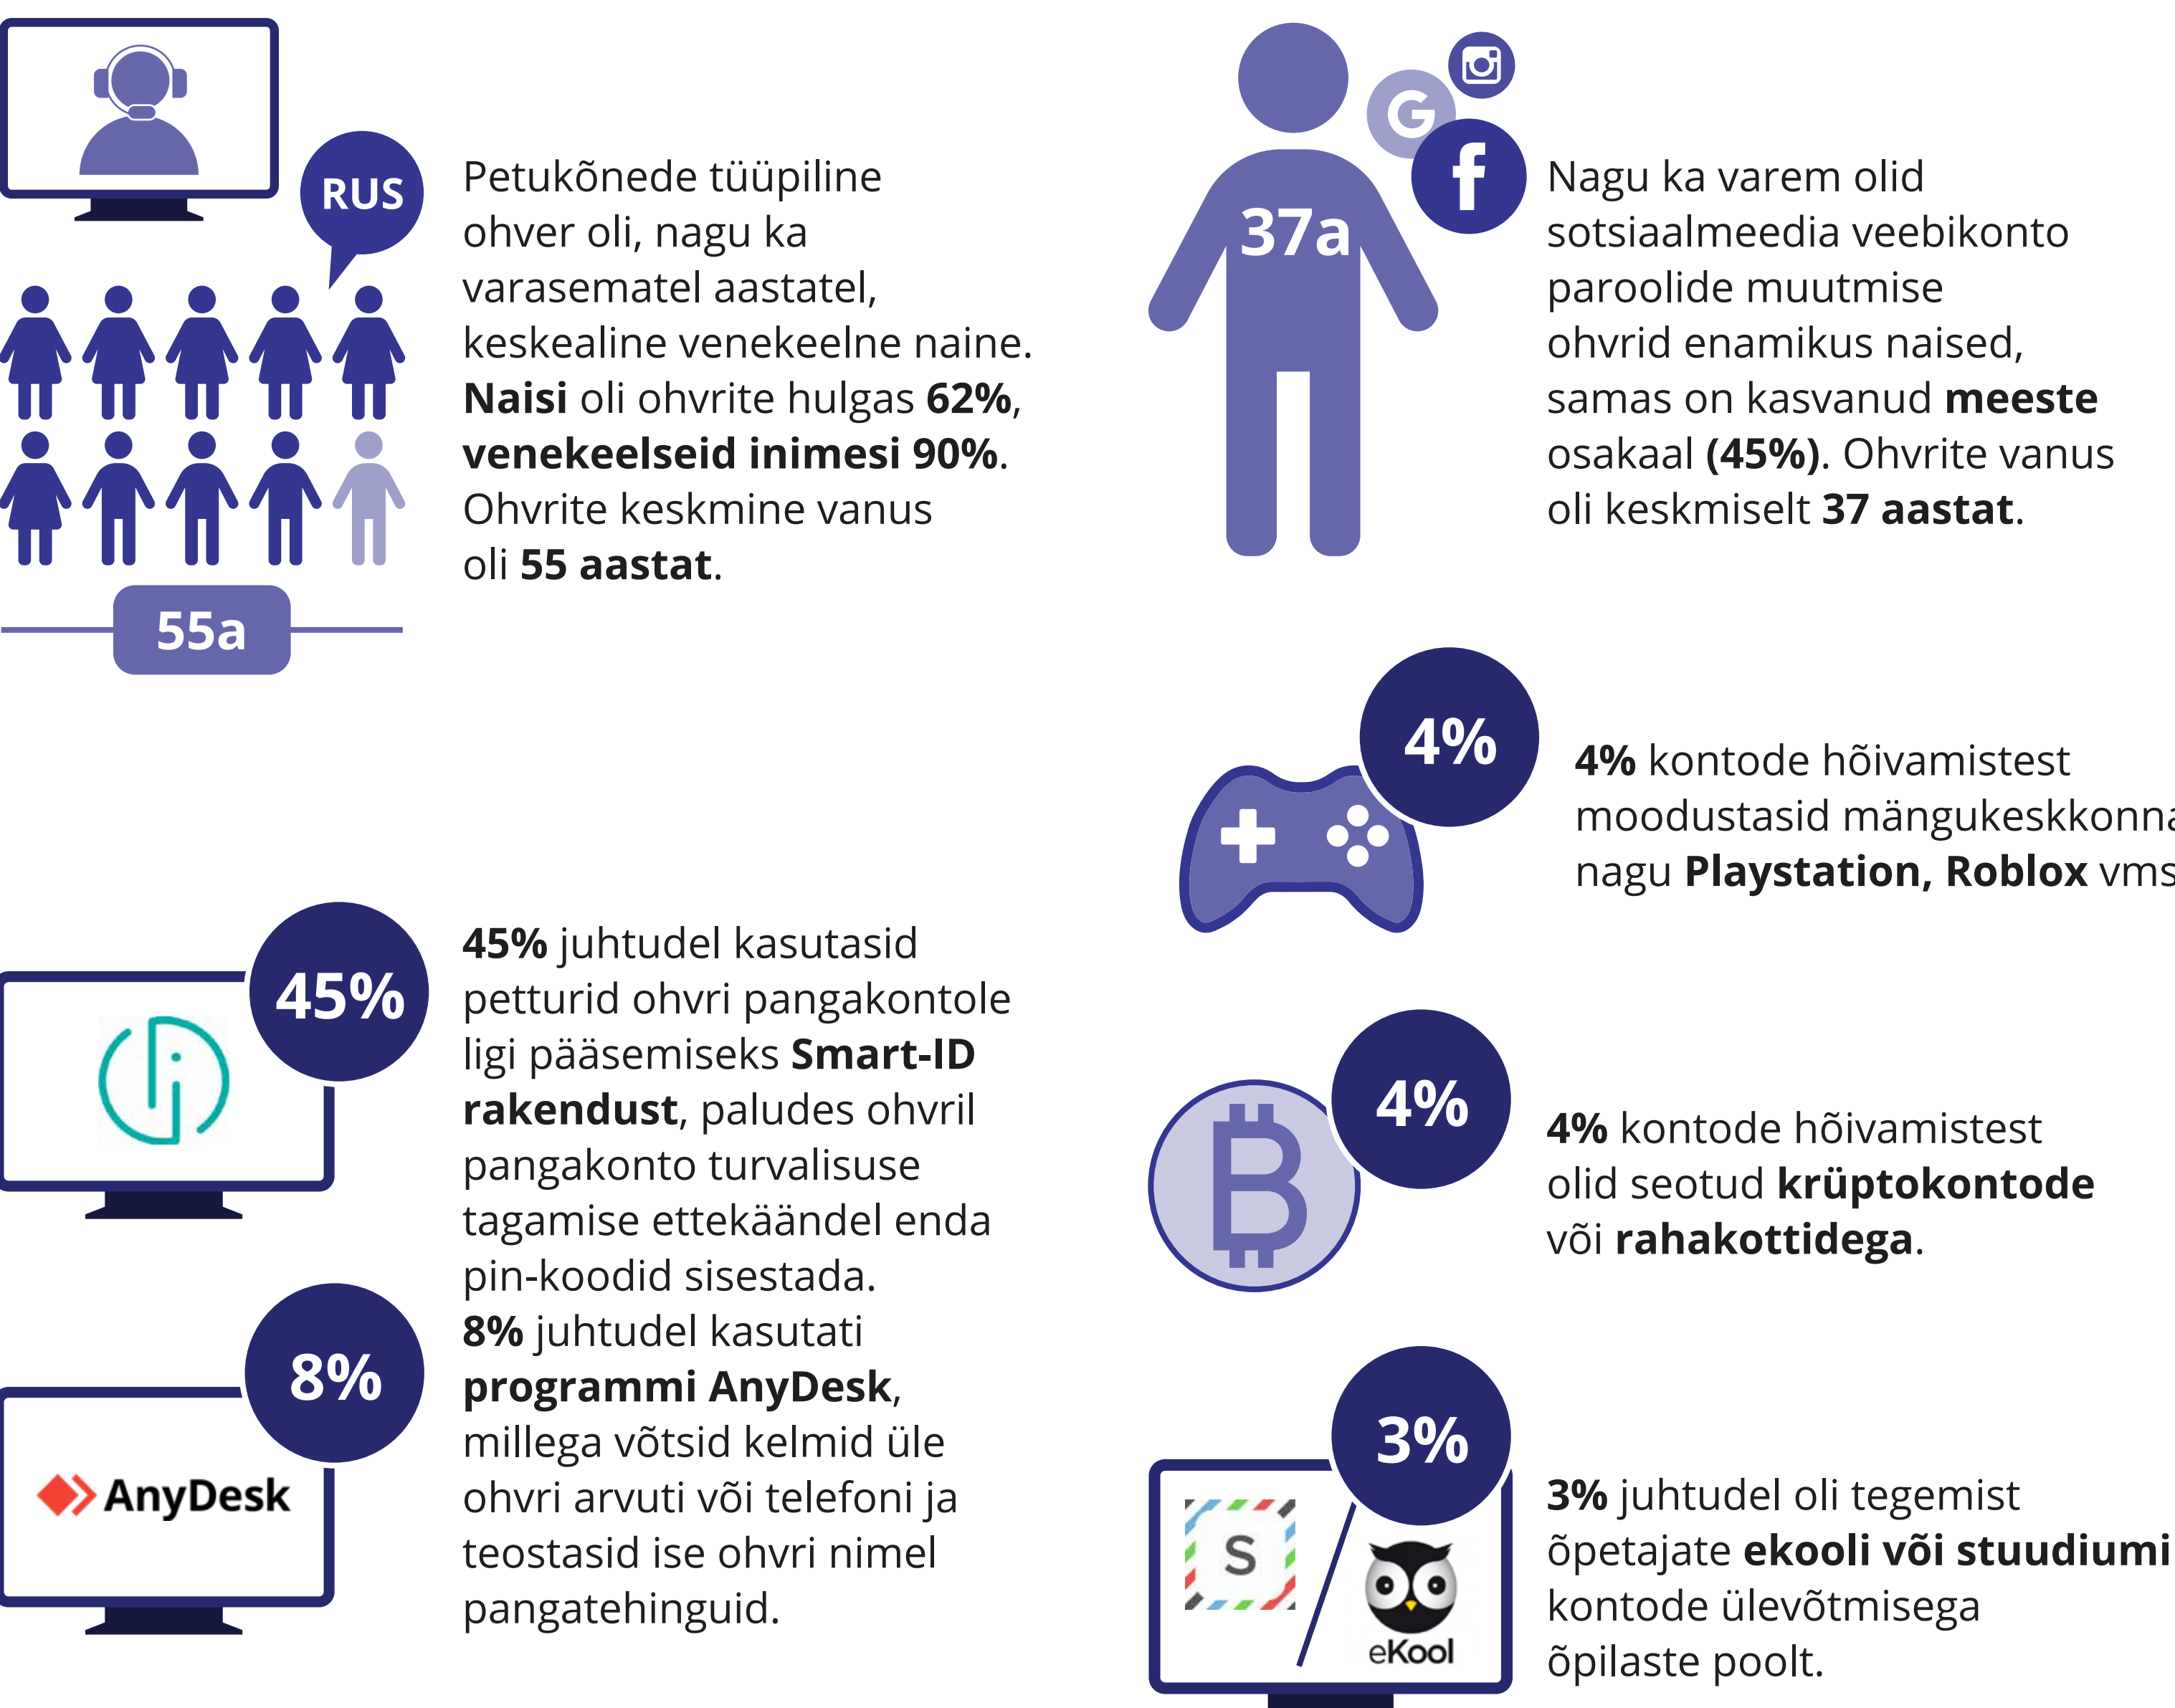 RUS
Petukõnede tüüpiline
ohver oli, nagu ka
varasematel aastatel,
keskealine venekeelne naine.
Naisi oli ohvrite hulgas 62%,
venekeelseid inimesi 90%.
Ohvrite keskmine vanus
oli 55 aastat.
55a
45%
45% juhtudel kasutasid
petturid ohvri pangakontole
ligi pääsemiseks Smart-ID
rakendust, paludes ohvril
pangakonto turvalisuse
tagamise ettekäändel enda
pin-koodid sisestada.
8%
8% juhtudel kasutati
programmi AnyDesk,
millega võtsid kelmid üle
ohvri arvuti või telefoni ja
teostasid ise ohvri nimel
pangatehinguid.
AnyDesk
37a
G
f
Nagu ka varem olid
sotsiaalmeedia veebikonto
paroolide muutmise
ohvrid enamikus naised,
samas on kasvanud meeste
osakaal (45%). Ohvrite vanus
oli keskmiselt 37 aastat.
4%
4% kontode hõivamistest
moodustasid mängukeskkonna
nagu Playstation, Roblox vms
4%
4% kontode hõivamistest
olid seotud krüptokontode
või rahakottidega.
3%
3% juhtudel oli tegemist
õpetajate ekooli või stuudiumi
kontode ülevõtmisega
õpilaste poolt.
S
eKool